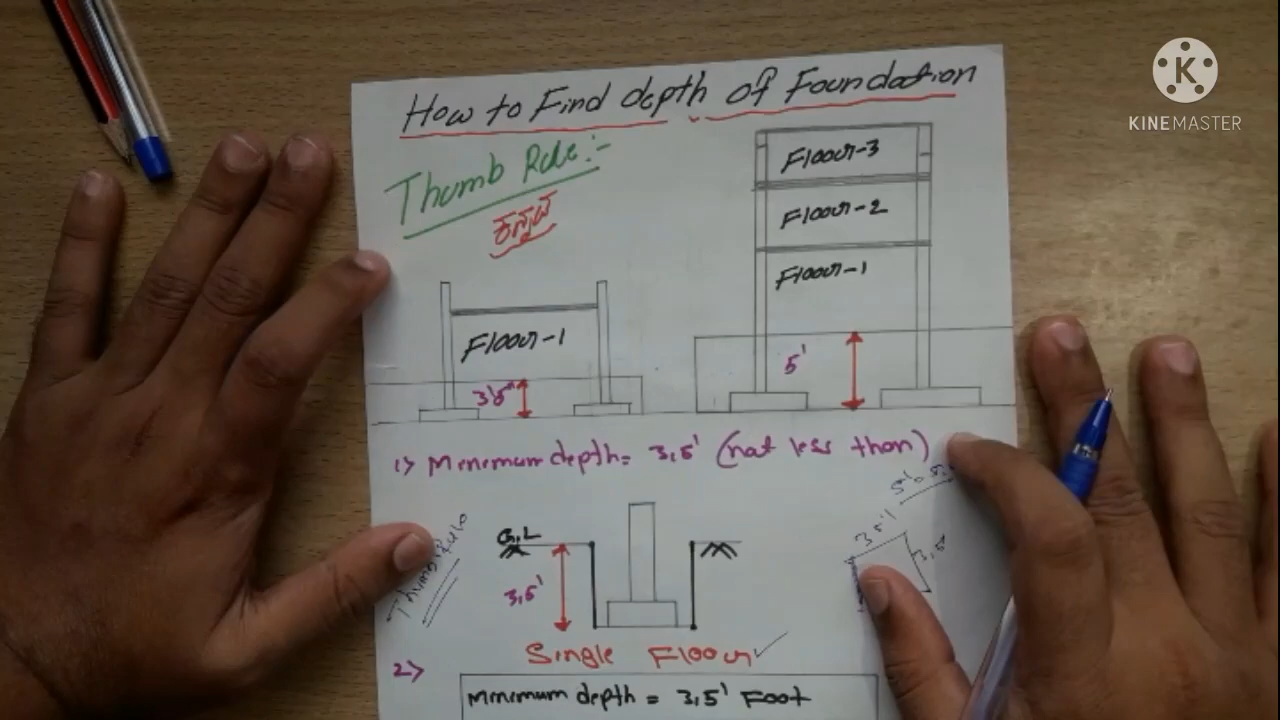 How to Find depth of Foundation
Thumb Rule:-
ಕನ್ನಡ
Floor-3
Floor-2
Floor-1
5'
Floor-1
1> Minimum depth = 3,5' (not less than)
Thumb Rule
G.L
3,5'
3.5'
Single Floor
2>
Minimum depth = 3,5' Foot
KINEMASTER